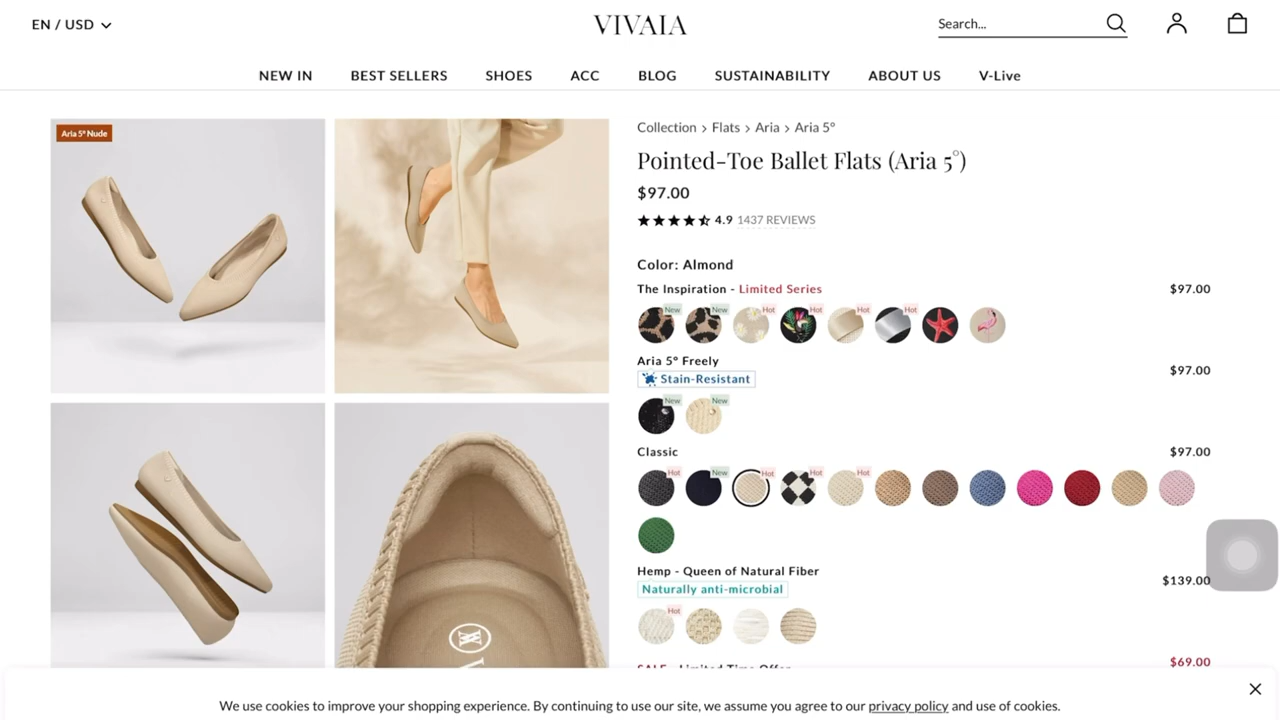 EN / USD
VIVAIA
Search...
NEW IN
BEST SELLERS
SHOES
ACC
BLOG
SUSTAINABILITY
ABOUT US
V-Live
Aria 5° Nude
Collection > Flats > Aria > Aria 5°
Pointed-Toe Ballet Flats (Aria 5°)
$97.00
4.9 1437 REVIEWS
Color: Almond
The Inspiration - Limited Series $97.00
New New Hot Hot Hot Hot
Aria 5° Freely
Stain-Resistant $97.00
New New
Classic $97.00
Hot New Hot Hot Hot
Hemp - Queen of Natural Fiber
Naturally anti-microbial $139.00
Hot
SALE - Limited Time Offer $69.00
We use cookies to improve your shopping experience. By continuing to use our site, we assume you agree to our privacy policy and use of cookies.